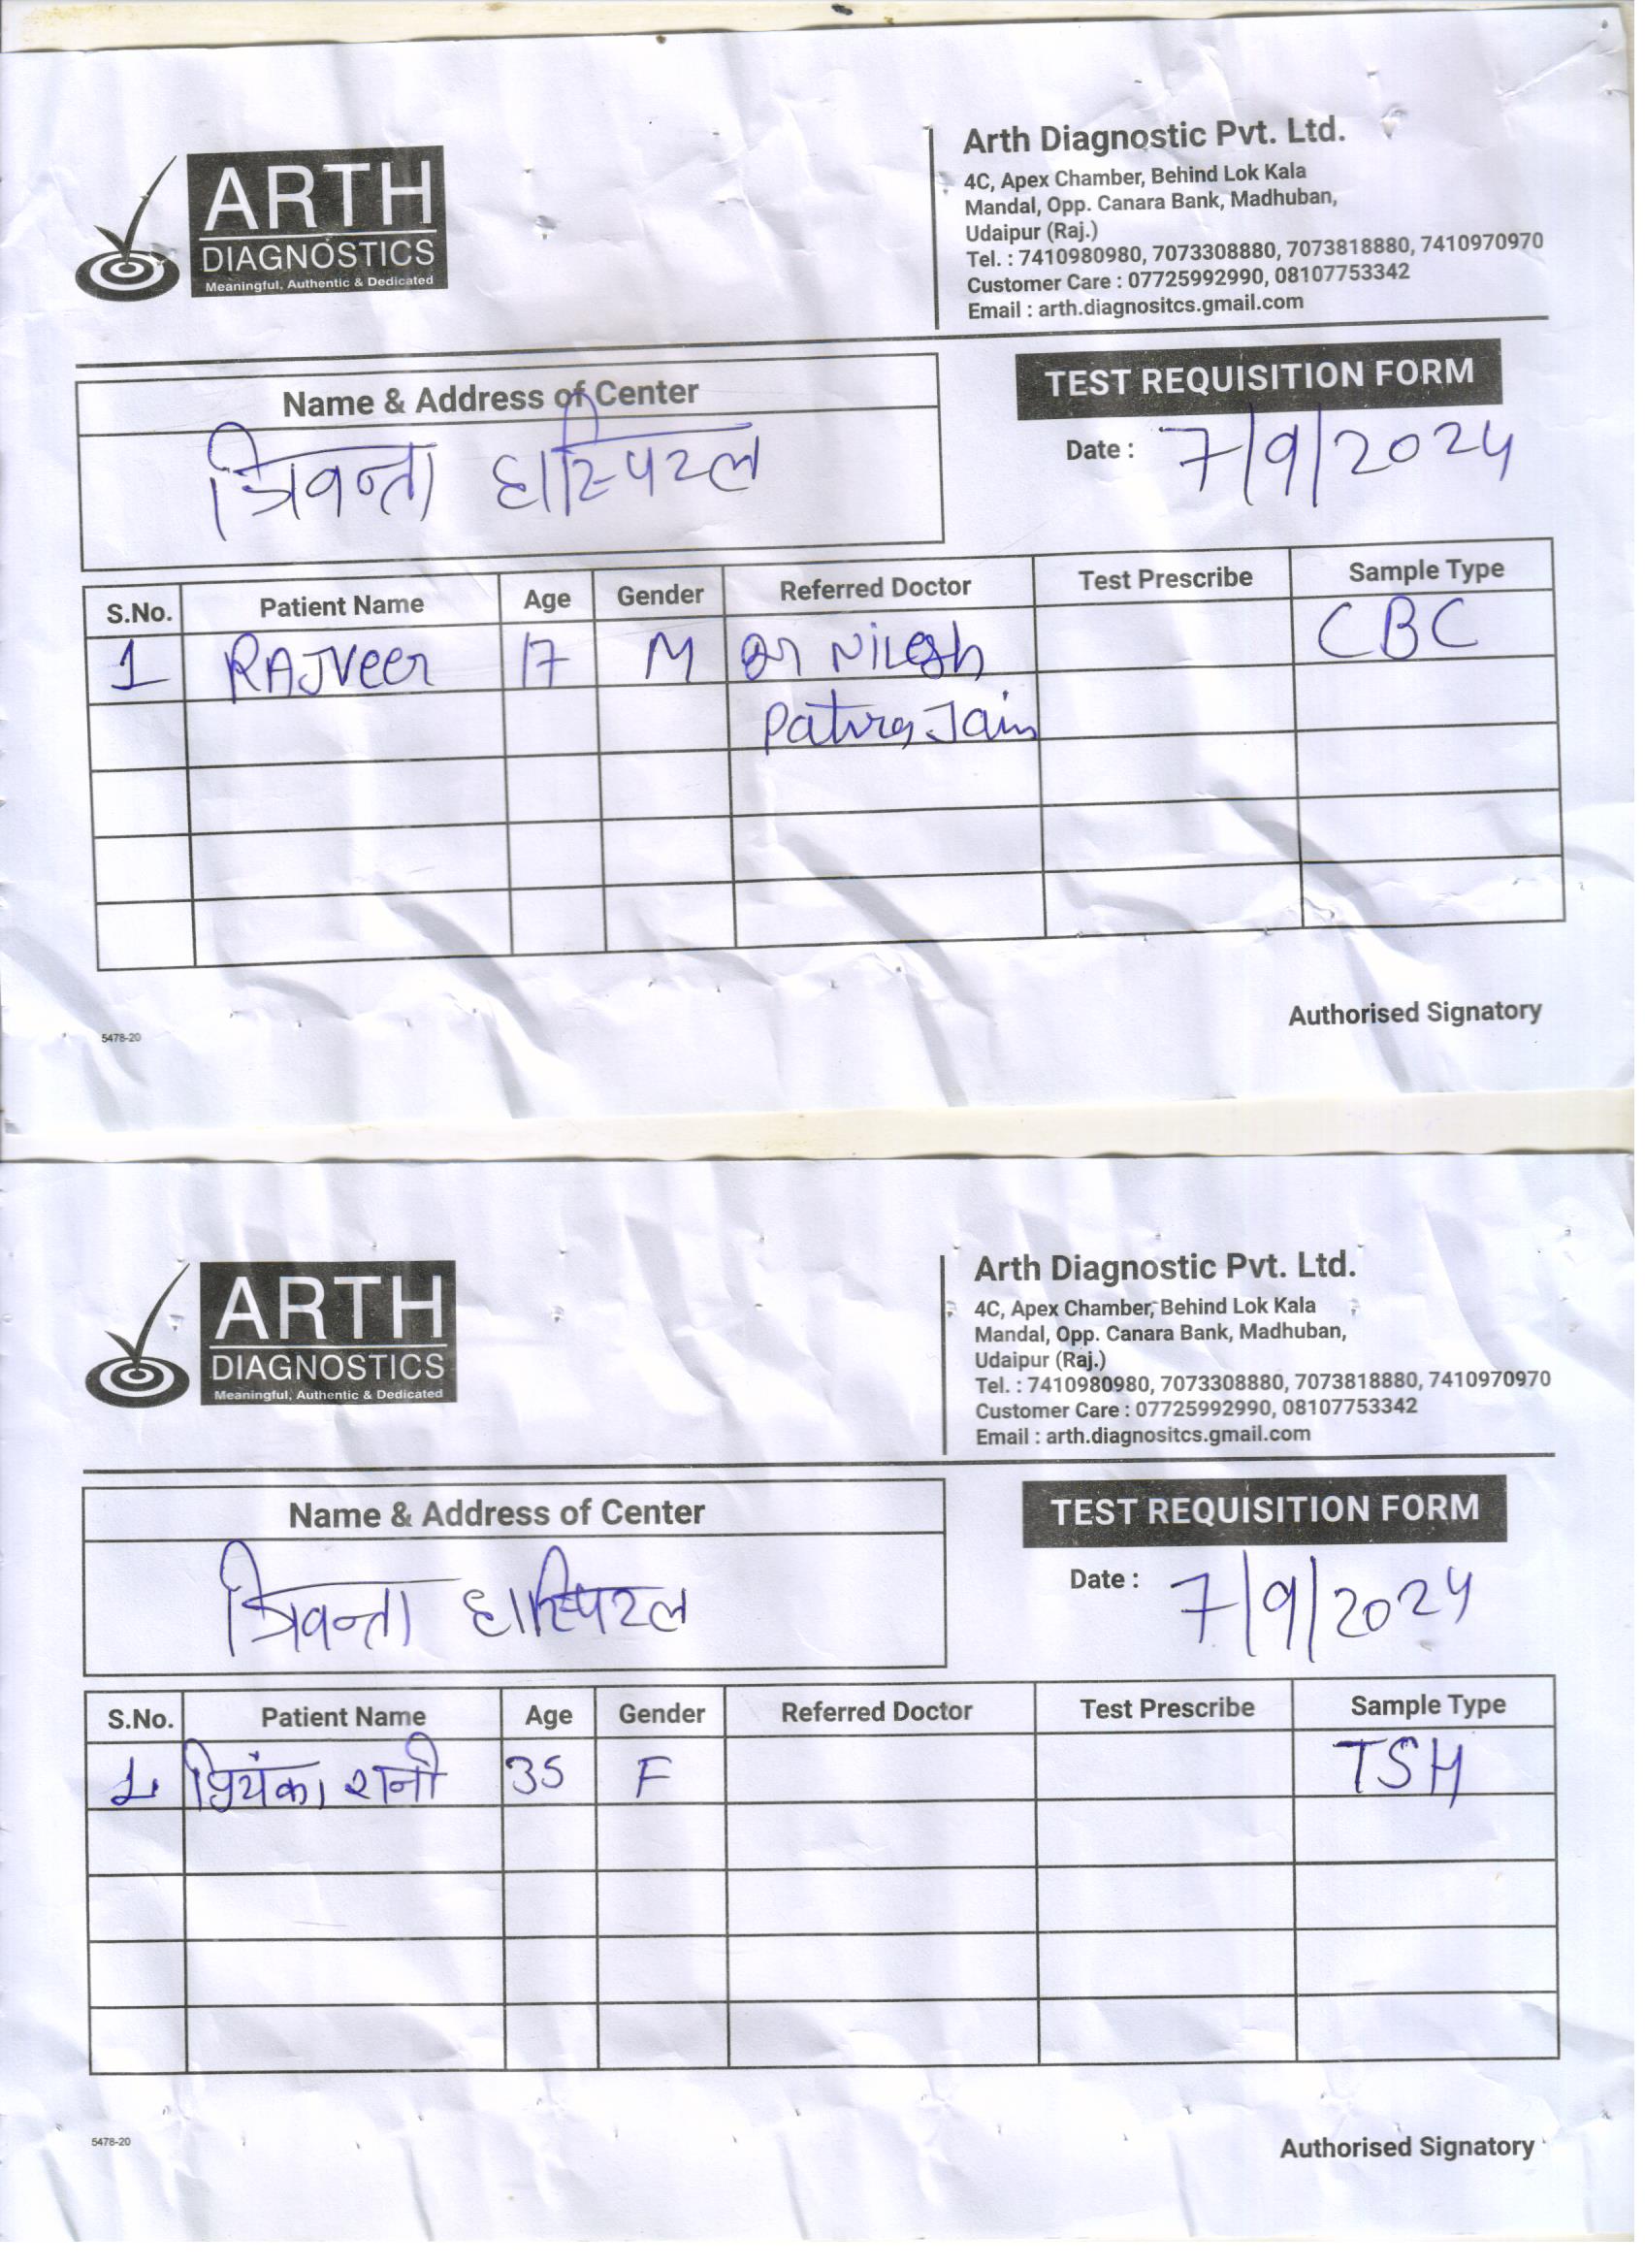 ARTH
DIAGNOSTICS
Meaningful, Authentic & Dedicated
Arth Diagnostic Pvt. Ltd.
4C, Apex Chamber, Behind Lok Kala
Mandal, Opp. Canara Bank, Madhuban,
Udaipur (Raj.)
Tel. : 7410980980, 7073308880, 7073818880, 7410970970
Customer Care : 07725992990, 08107753342
Email : arth.diagnositcs.gmail.com
Name & Address of Center
त्रिवन्ता हास्पिटल
TEST REQUISITION FORM
Date : 7/9/2024
S.No. Patient Name Age Gender Referred Doctor Test Prescribe Sample Type
1 RAJVeer 17 M Dr Nilesh CBC
Jain
Authorised Signatory
5478-20
ARTH
DIAGNOSTICS
Meaningful, Authentic & Dedicated
Arth Diagnostic Pvt. Ltd.
4C, Apex Chamber, Behind Lok Kala
Mandal, Opp. Canara Bank, Madhuban,
Udaipur (Raj.)
Tel. : 7410980980, 7073308880, 7073818880, 7410970970
Customer Care : 07725992990, 08107753342
Email : arth.diagnositcs.gmail.com
Name & Address of Center
त्रिवन्ता हास्पिटल
TEST REQUISITION FORM
Date : 7/9/2024
S.No. Patient Name Age Gender Referred Doctor Test Prescribe Sample Type
1 प्रियंका रानी 35 F TSH
5478-20
Authorised Signatory